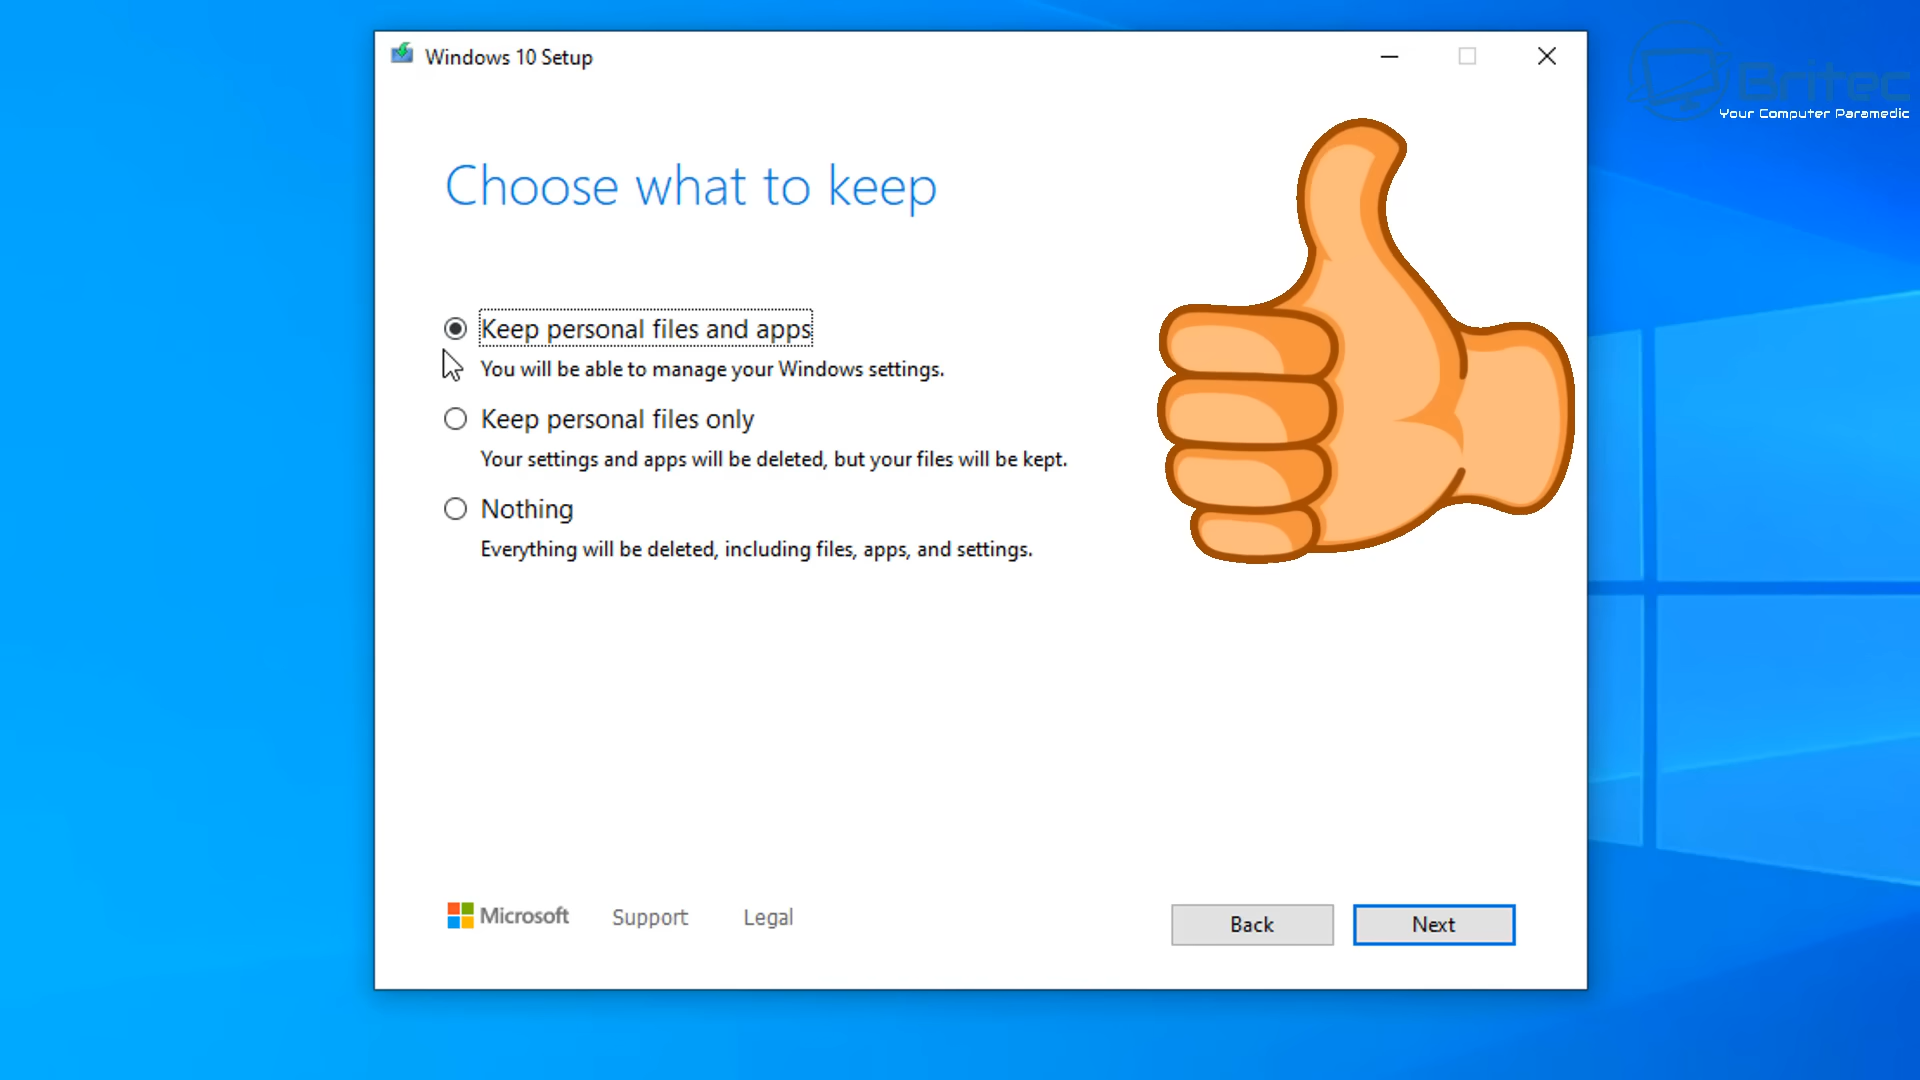 Windows 10 Setup
Britec
Your Computer Paramedic
Choose what to keep
Keep personal files and apps
You will be able to manage your Windows settings.
Keep personal files only
Your settings and apps will be deleted, but your files will be kept.
Nothing
Everything will be deleted, including files, apps, and settings.
Microsoft Support Legal Back Next